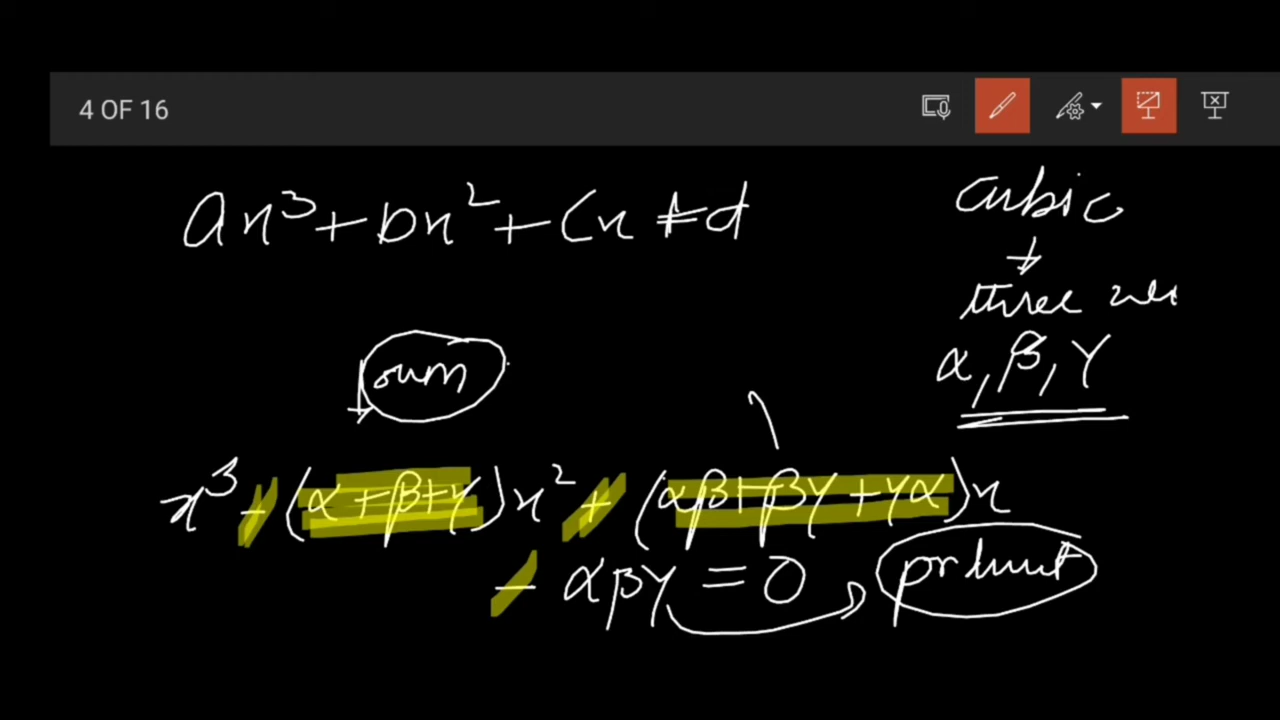 4 OF 16
cubic
ax³+bx²+Cx+d
three
α, β, γ
sum
x³ - (α+β+γ)x² + (αβ+βγ+γα)x
- αβγ = 0
product